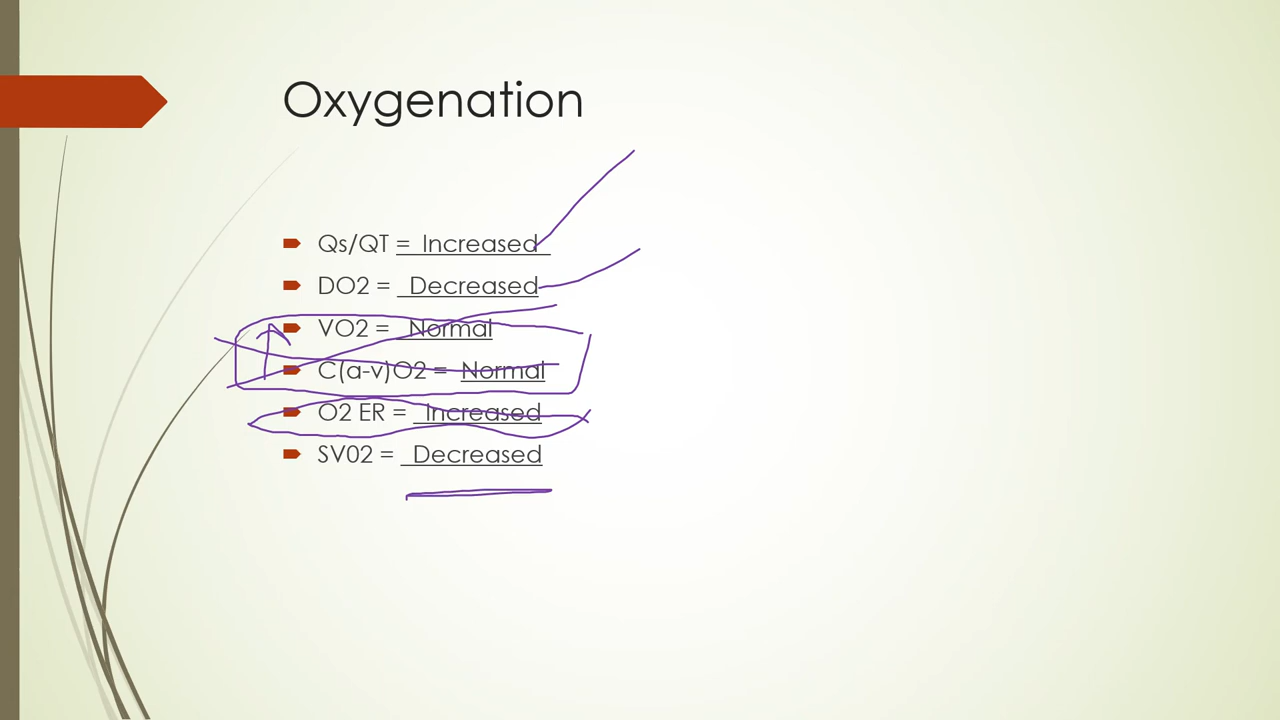 Oxygenation
Qs/QT = Increased
DO2 = Decreased
VO2 = Normal
C(a-v)O2 = Normal
O2 ER = Increased
SV02 = Decreased